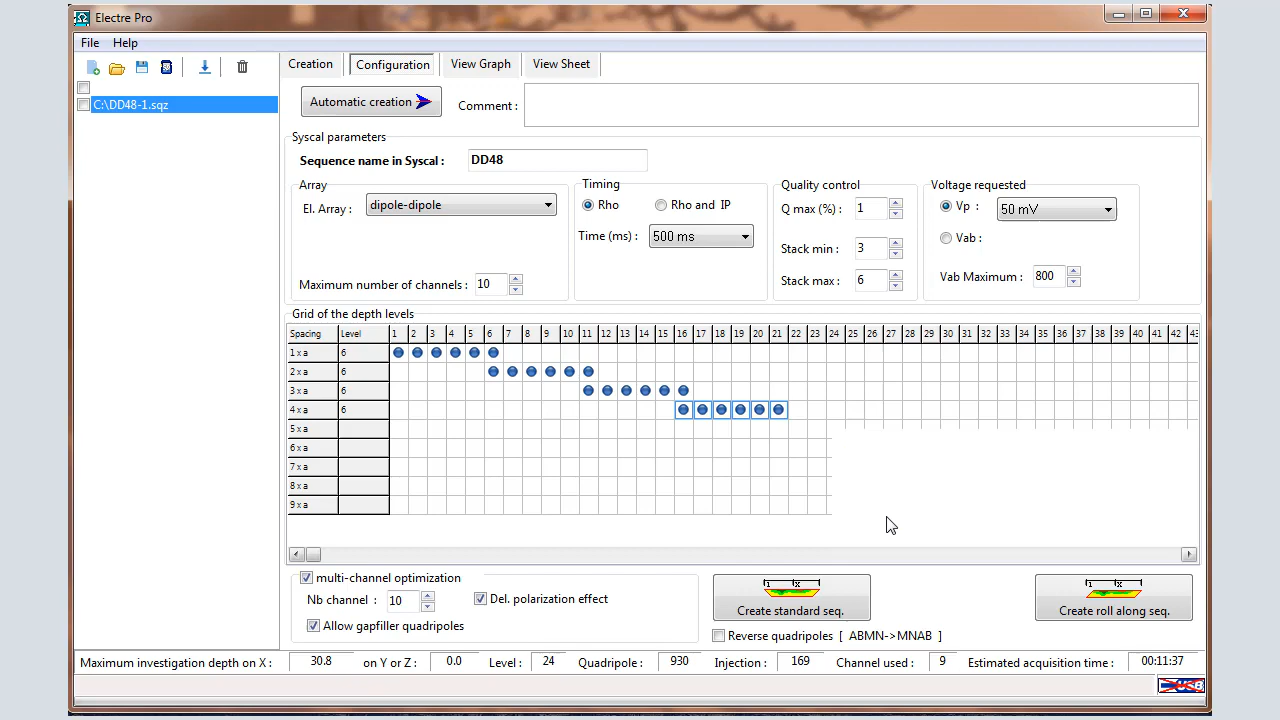 Electre Pro
File Help
Creation Configuration View Graph View Sheet
C:\DD48-1.sqz
Automatic creation Comment :
Syscal parameters
Sequence name in Syscal : DD48
Array Timing Quality control Voltage requested
El. Array : dipole-dipole Rho Rho and IP Q max (%) : 1 Vp : 50 mV
Time (ms) : 500 ms Stack min : 3 Vab :
Maximum number of channels : 10 Stack max : 6 Vab Maximum : 800
Grid of the depth levels
Spacing Level 1 2 3 4 5 6 7 8 9 10 11 12 13 14 15 16 17 18 19 20 21 22 23 24 25 26 27 28 29 30 31 32 33 34 35 36 37 38 39 40 41 42 43
1 x a 6
2 x a 6
3 x a 6
4 x a 6
5 x a
6 x a
7 x a
8 x a
9 x a
multi-channel optimization
Nb channel : 10 Del. polarization effect
Allow gapfiller quadripoles
Create standard seq. Create roll along seq.
Reverse quadripoles [ ABMN->MNAB ]
Maximum investigation depth on X : 30.8 on Y or Z : 0.0 Level : 24 Quadripole : 930 Injection : 169 Channel used : 9 Estimated acquisition time : 00:11:37
USB